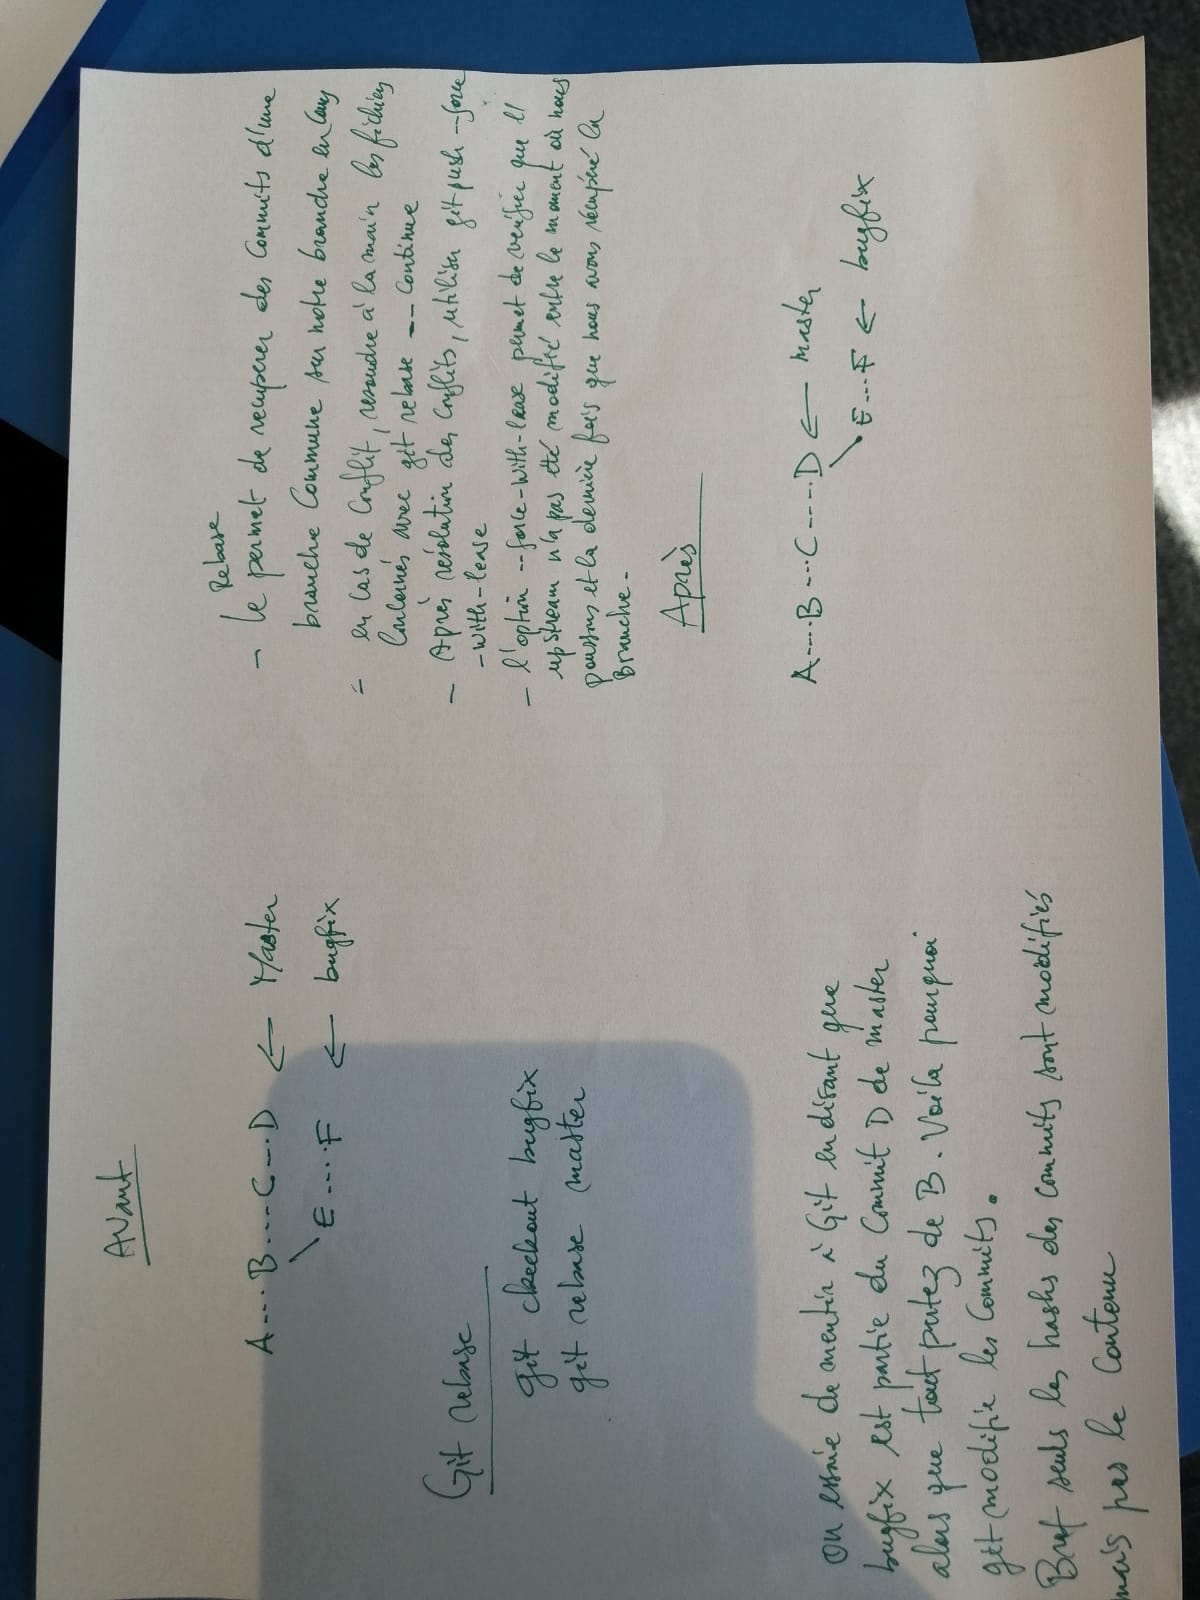 Avant
A....B....C...D ← Master
\ E....F ← bugfix
Git rebase
git checkout bugfix
git rebase master
On essaie de mentir à Git en disant que
bugfix est partie du Commit D de master
alors que tout partez de B. Voila pourquoi
git modifie les Commits.
Bref seuls les hashs des commits sont modifiés
mais pas le Contenu
Rebase
- le permet de recuperer des Commits d'une
branche Commune sur notre branche en Cours
- en Cas de Conflit, resoudre à la main les fichiers
Concernés avec git rebase -- Continue
- Après résolution des Conflits, utiliser git push --force
-with-lease
- l'option --force-with-lease permet de vérifier que
upstream n'a pas été modifié entre le moment où nous
poussons et la dernière fois que nous avons récupéré la
Branche.
Après
A....B...C....D ← master
\ E...F ← bugfix